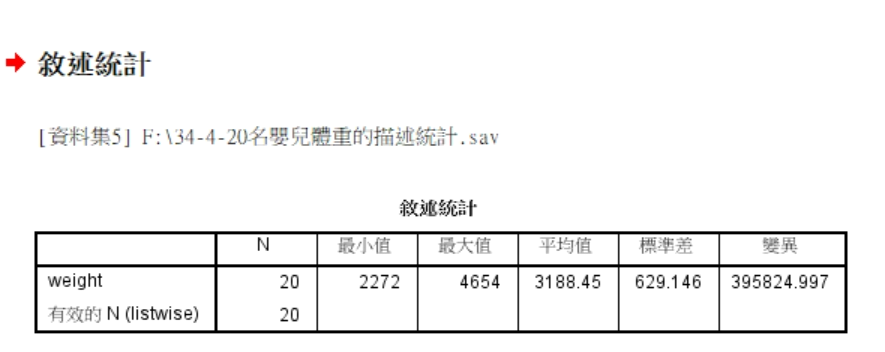 敘述統計
[資料集5] F:\34-4-20名嬰兒體重的描述統計.sav
敘述統計
N 最小值 最大值 平均值 標準差 變異
weight 20 2272 4654 3188.45 629.146 395824.997
有效的 N (listwise) 20